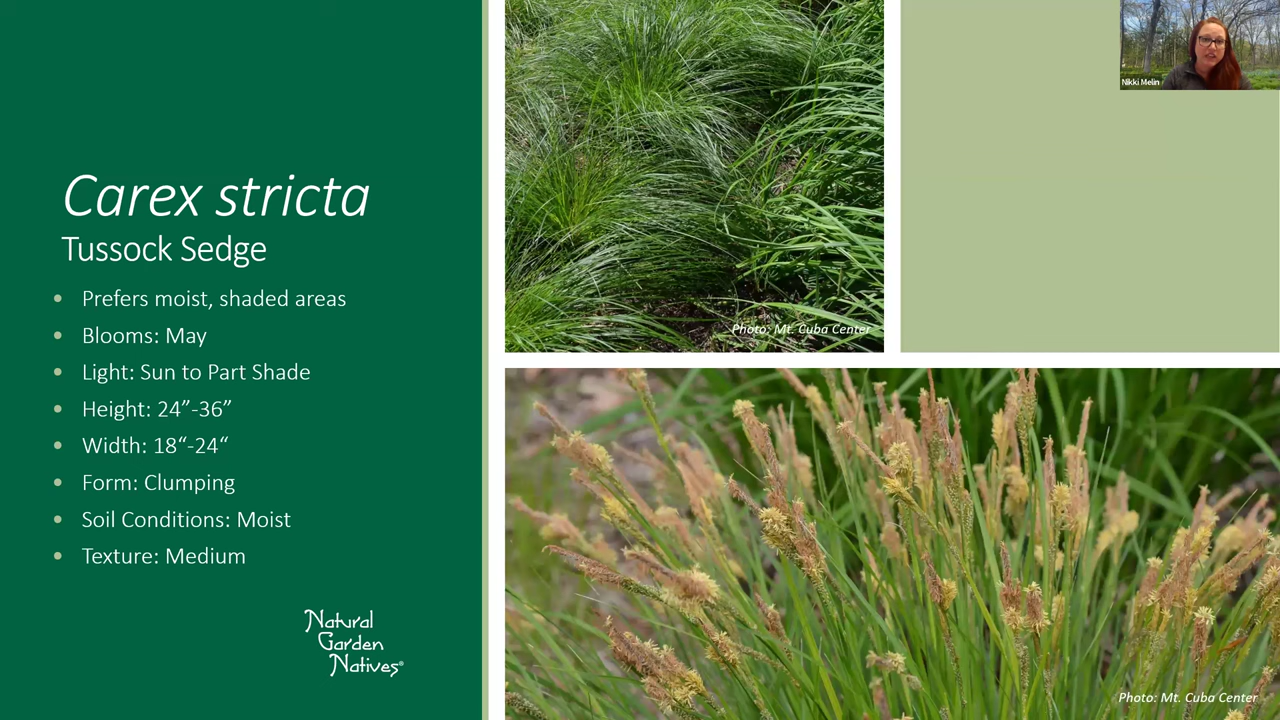 Carex stricta
Tussock Sedge
• Prefers moist, shaded areas
• Blooms: May
• Light: Sun to Part Shade
• Height: 24”-36”
• Width: 18“-24“
• Form: Clumping
• Soil Conditions: Moist
• Texture: Medium
Natural
Garden
Natives®
Photo: Mt. Cuba Center
Nikki Melin
Photo: Mt. Cuba Center